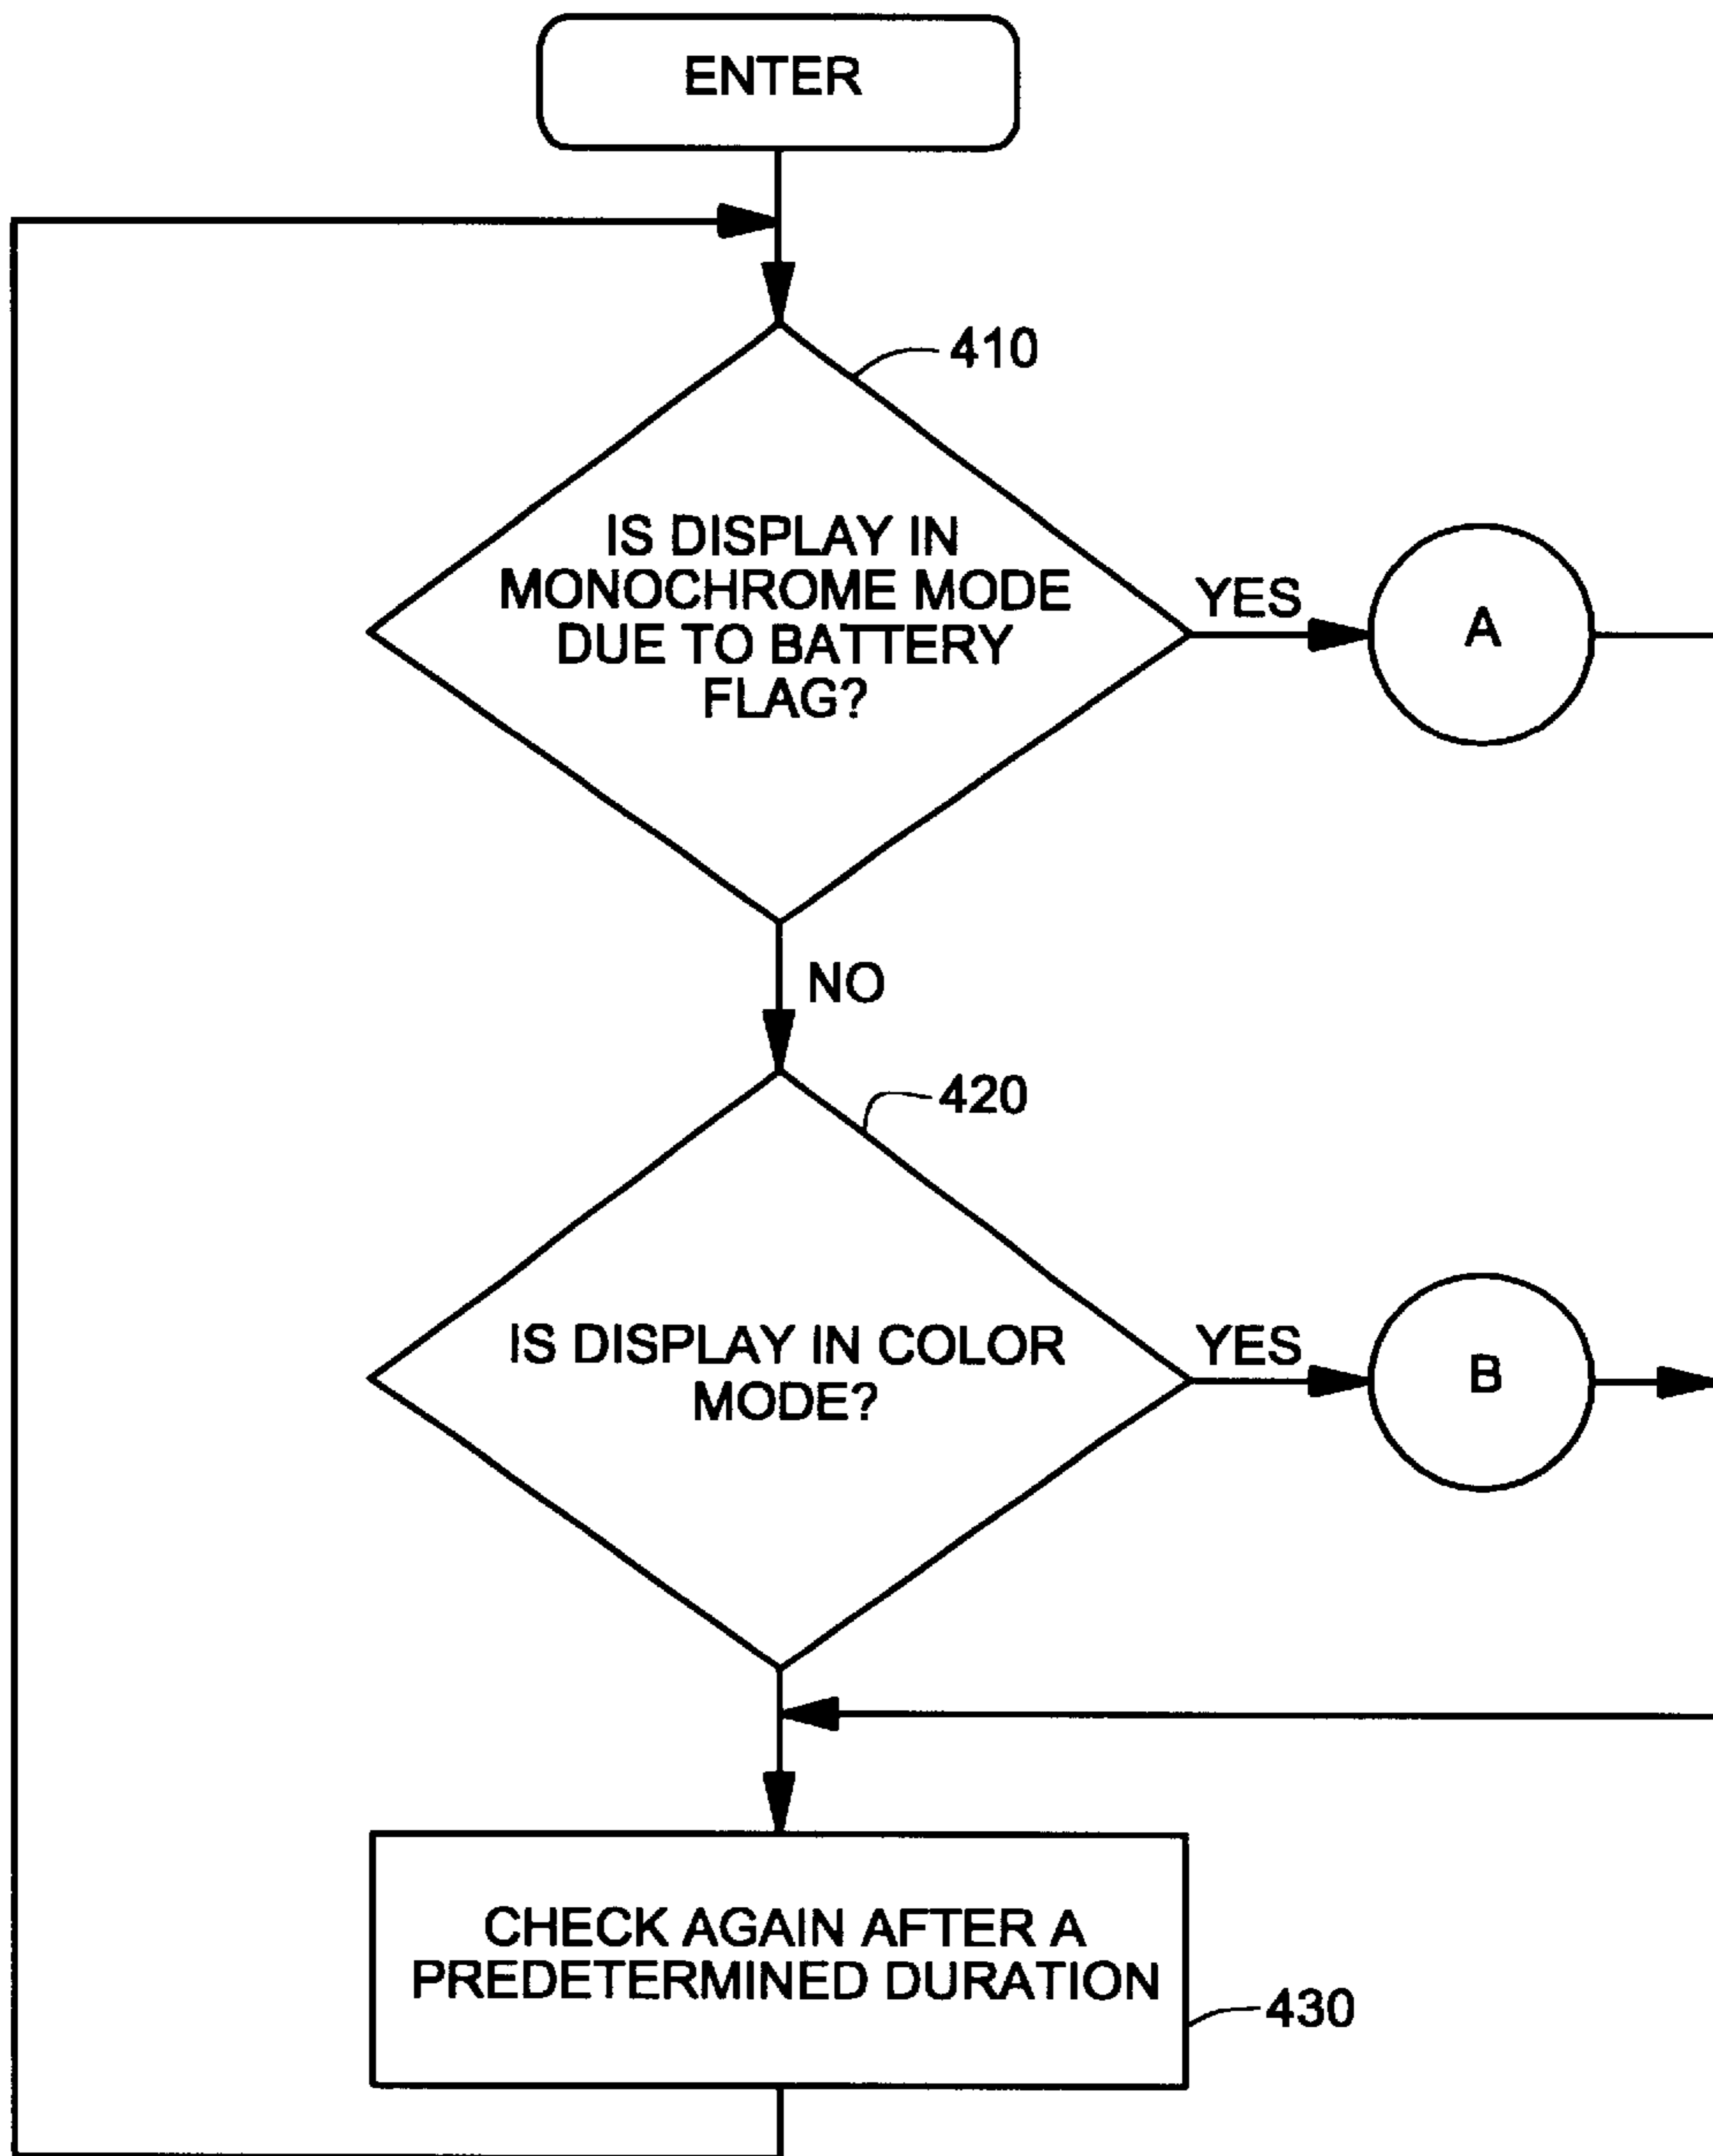 ENTER
410
IS DISPLAY IN
MONOCHROME MODE
DUE TO BATTERY
FLAG?
YES
A
NO
420
IS DISPLAY IN COLOR
MODE?
YES
B
CHECK AGAIN AFTER A
PREDETERMINED DURATION
430